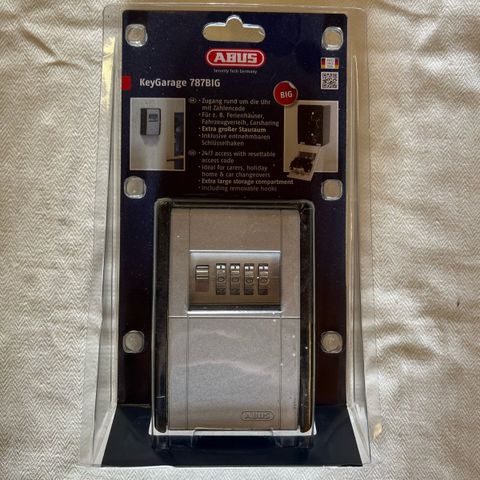 ABUS
Security Tech Germany
KeyGarage 787BIG
BIG
• Zugang rund um die Uhr
mit Zahlencode
• Für z. B. Ferienhäuser,
Fahrzeugverleih, Carsharing
• Extra großer Stauraum
• Inklusive entnehmbaren
Schlüsselhaken
• 24/7 access with resettable
access code
• Ideal for carers, holiday
home & car changeovers
• Extra large storage compartment
• Including removable hooks
ABUS